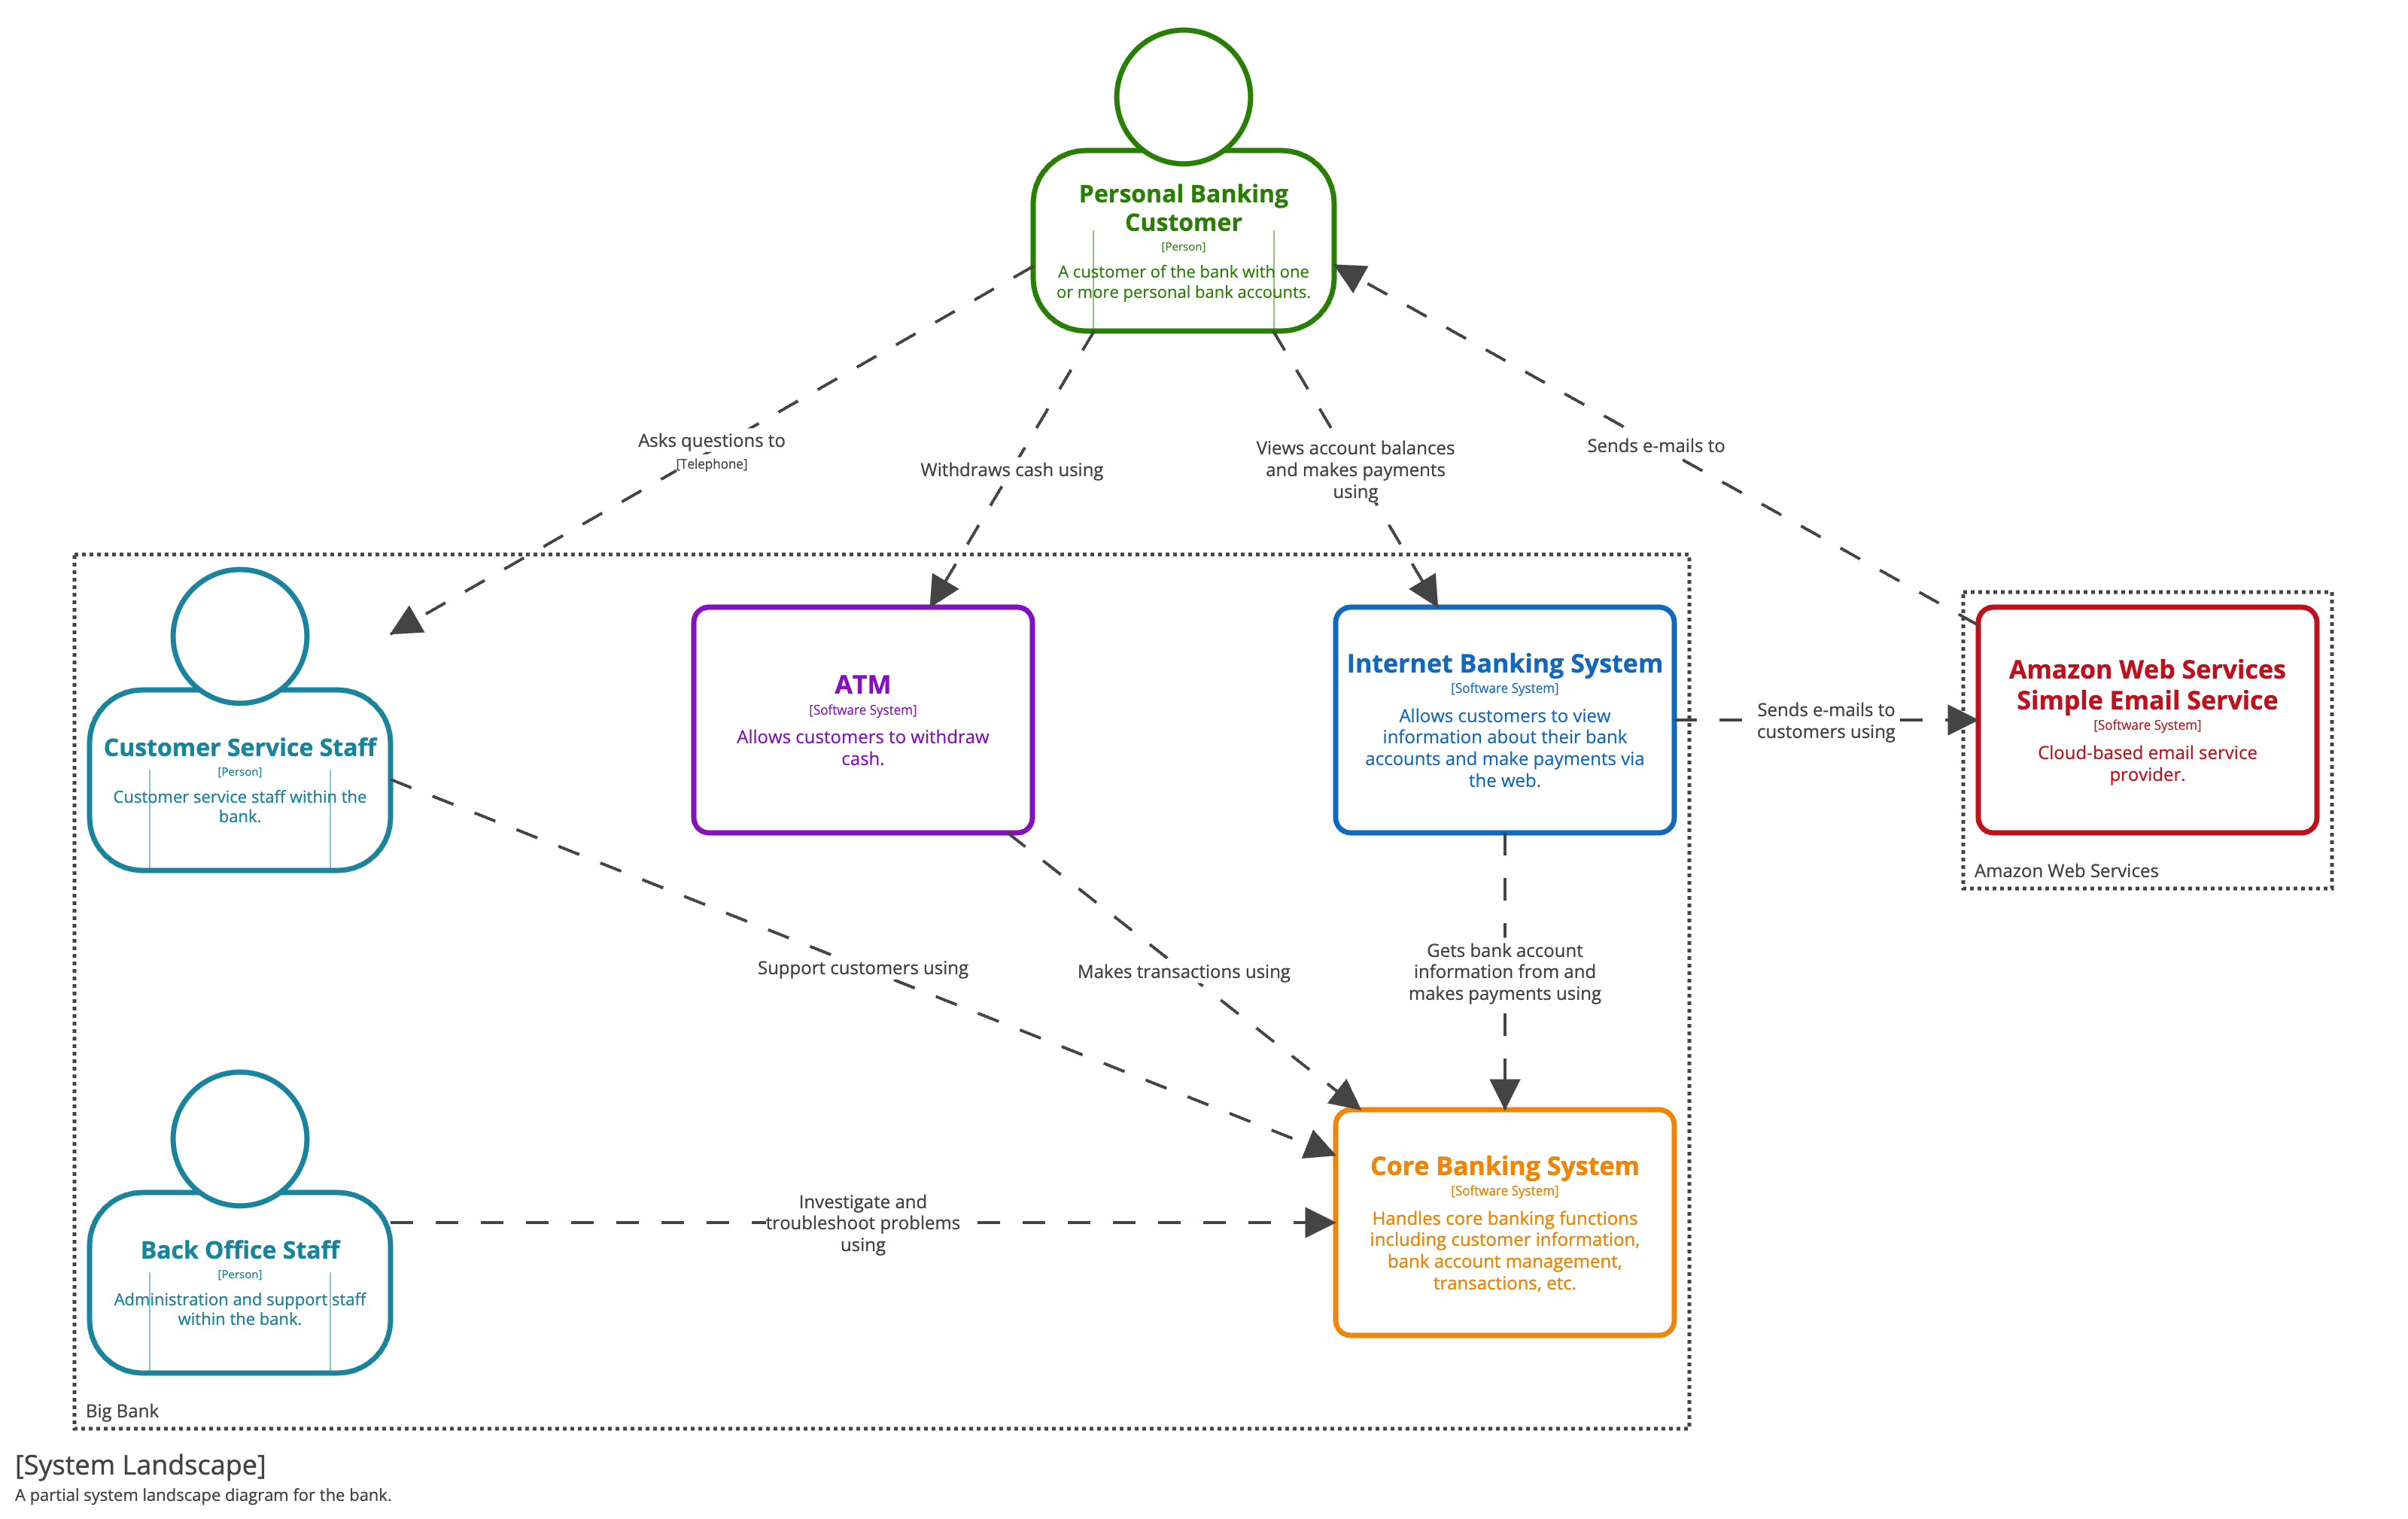 Personal Banking
Customer
[Person]
A customer of the bank with one
or more personal bank accounts.
Asks questions to
[Telephone]
Withdraws cash using
Views account balances
and makes payments
using
Sends e-mails to
Customer Service Staff
[Person]
Customer service staff within the
bank.
ATM
[Software System]
Allows customers to withdraw
cash.
Internet Banking System
[Software System]
Allows customers to view
information about their bank
accounts and make payments via
the web.
Sends e-mails to
customers using
Amazon Web Services
Simple Email Service
[Software System]
Cloud-based email service
provider.
Amazon Web Services
Support customers using
Makes transactions using
Gets bank account
information from and
makes payments using
Back Office Staff
[Person]
Administration and support staff
within the bank.
Investigate and
troubleshoot problems
using
Core Banking System
[Software System]
Handles core banking functions
including customer information,
bank account management,
transactions, etc.
Big Bank
[System Landscape]
A partial system landscape diagram for the bank.